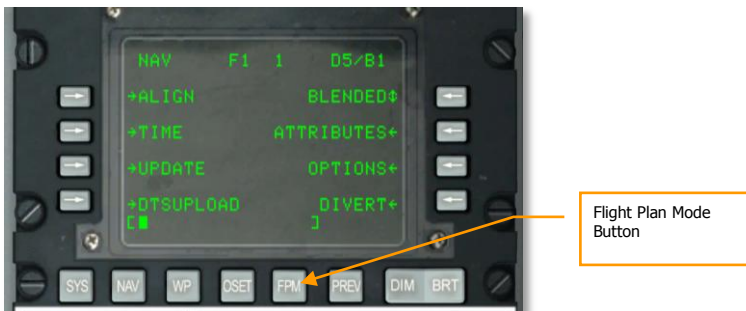 NAV F1 1 D5/B1
→ALIGN BLENDED⇕
→TIME ATTRIBUTES←
→UPDATE OPTIONS←
→DTSUPLOAD DIVERT←
[ ]
Flight Plan Mode
Button
SYS NAV WP OSET FPM PREV DIM BRT